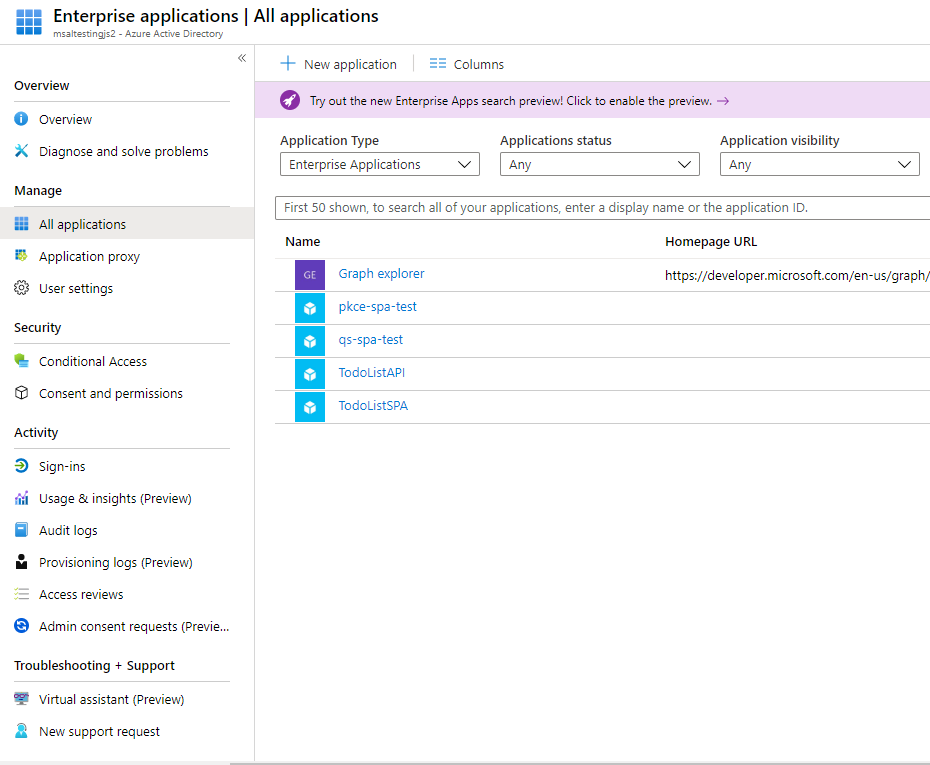 Enterprise applications | All applications
msaltestingjs2 - Azure Active Directory
«
Overview
Overview
Diagnose and solve problems
Manage
All applications
Application proxy
User settings
Security
Conditional Access
Consent and permissions
Activity
Sign-ins
Usage & insights (Preview)
Audit logs
Provisioning logs (Preview)
Access reviews
Admin consent requests (Previe...
Troubleshooting + Support
Virtual assistant (Preview)
New support request
New application
Columns
Try out the new Enterprise Apps search preview! Click to enable the preview. →
Application Type
Enterprise Applications
Applications status
Any
Application visibility
Any
First 50 shown, to search all of your applications, enter a display name or the application ID.
Name Homepage URL
GE Graph explorer https://developer.microsoft.com/en-us/graph/
pkce-spa-test
qs-spa-test
TodoListAPI
TodoListSPA